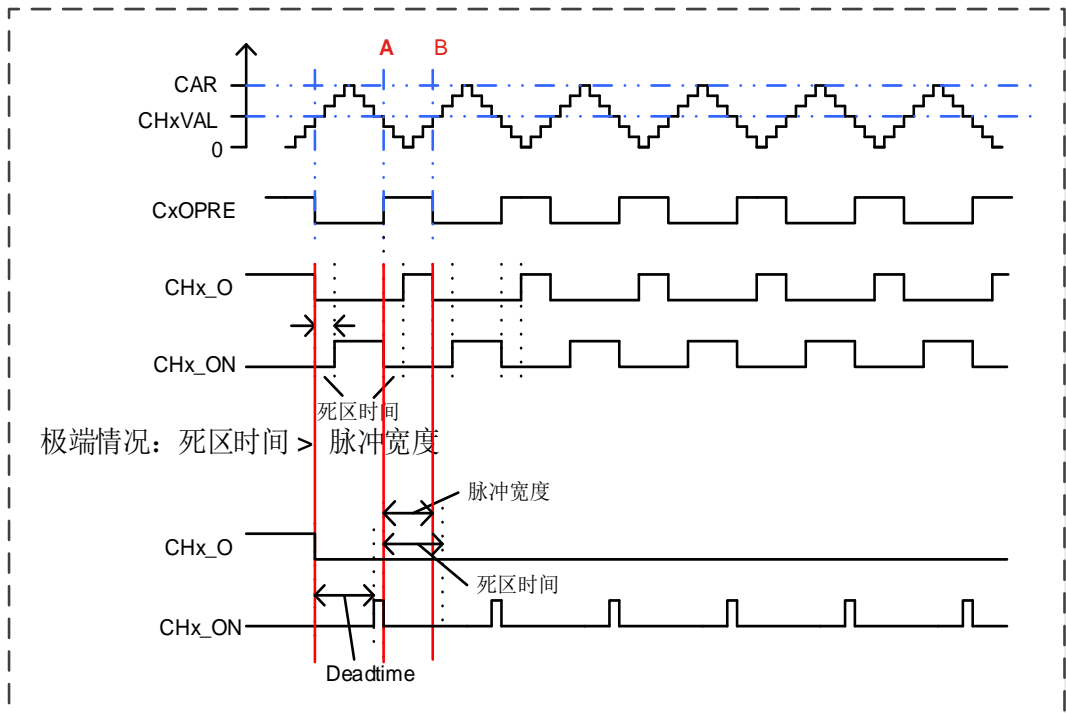 A B
CAR
CHxVAL
0
CxOPRE
CHx_O
CHx_ON
死区时间
极端情况：死区时间 > 脉冲宽度
脉冲宽度
CHx_O
死区时间
CHx_ON
Deadtime